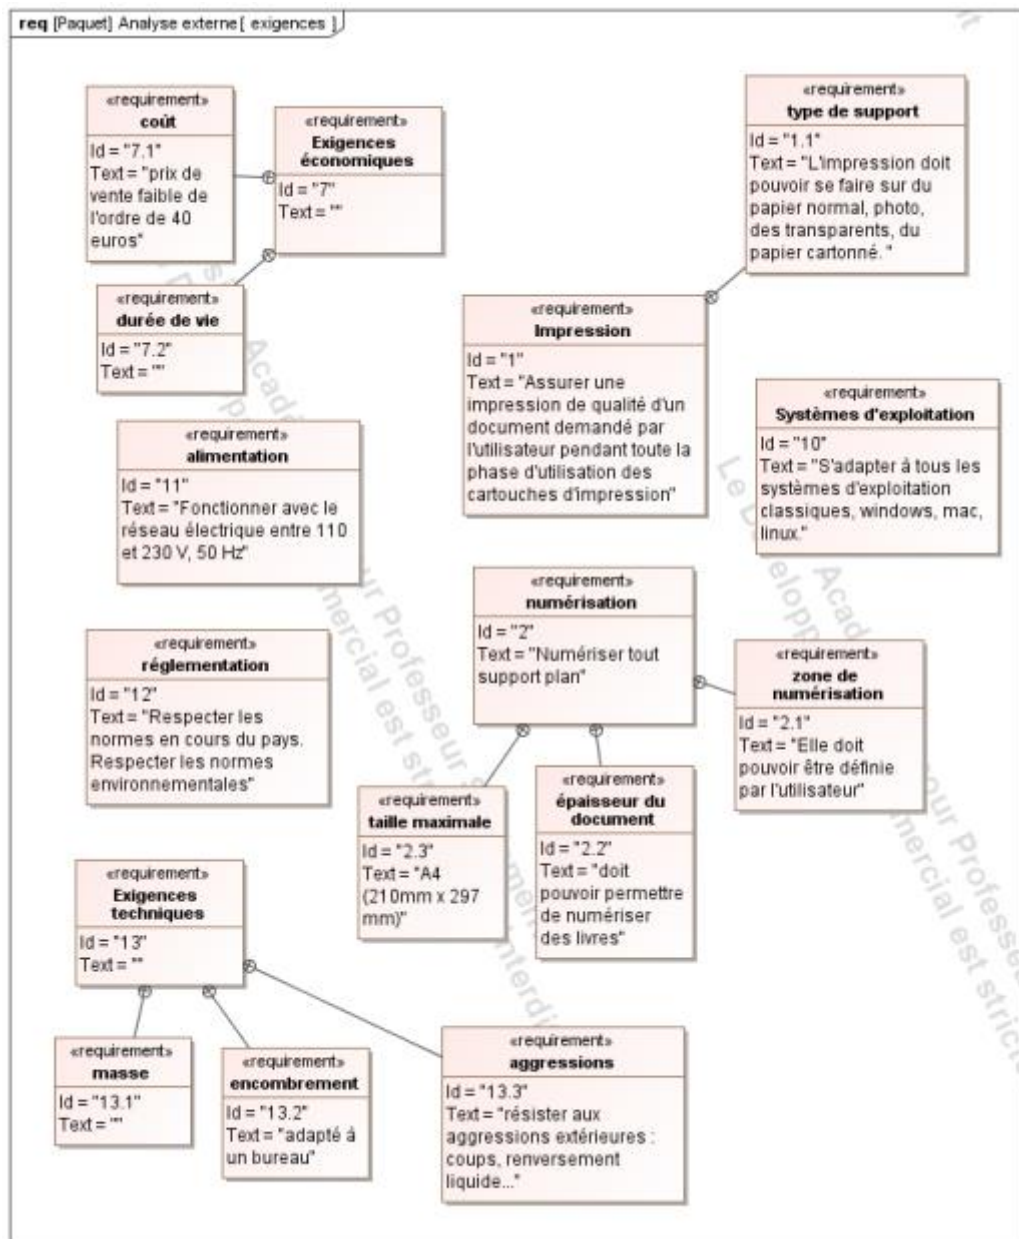 req [Paquet] Analyse externe [ exigences ]
«requirement»
coût
Id = "7.1"
Text = "prix de
vente faible de
l'ordre de 40
euros"
«requirement»
Exigences
économiques
Id = "7"
Text = ""
«requirement»
durée de vie
Id = "7.2"
Text = ""
«requirement»
type de support
Id = "1.1"
Text = "L'impression doit
pouvoir se faire sur du
papier normal, photo,
des transparents, du
papier cartonné. "
«requirement»
Impression
Id = "1"
Text = "Assurer une
impression de qualité d'un
document demandé par
l'utilisateur pendant toute la
phase d'utilisation des
cartouches d'impression"
«requirement»
Systèmes d'exploitation
Id = "10"
Text = "S'adapter à tous les
systèmes d'exploitation
classiques, windows, mac,
linux."
«requirement»
alimentation
Id = "11"
Text = "Fonctionner avec le
réseau électrique entre 110
et 230 V, 50 Hz"
«requirement»
numérisation
Id = "2"
Text = "Numériser tout
support plan"
«requirement»
réglementation
Id = "12"
Text = "Respecter les
normes en cours du pays.
Respecter les normes
environnementales"
«requirement»
zone de
numérisation
Id = "2.1"
Text = "Elle doit
pouvoir être définie
par l'utilisateur"
«requirement»
taille maximale
Id = "2.3"
Text = "A4
(210mm x 297
mm)"
«requirement»
épaisseur du
document
Id = "2.2"
Text = "doit
pouvoir permettre
de numériser
des livres"
«requirement»
Exigences
techniques
Id = "13"
Text = ""
«requirement»
masse
Id = "13.1"
Text = ""
«requirement»
encombrement
Id = "13.2"
Text = "adapté à
un bureau"
«requirement»
aggressions
Id = "13.3"
Text = "résister aux
aggressions extérieures :
coups, renversement
liquide..."